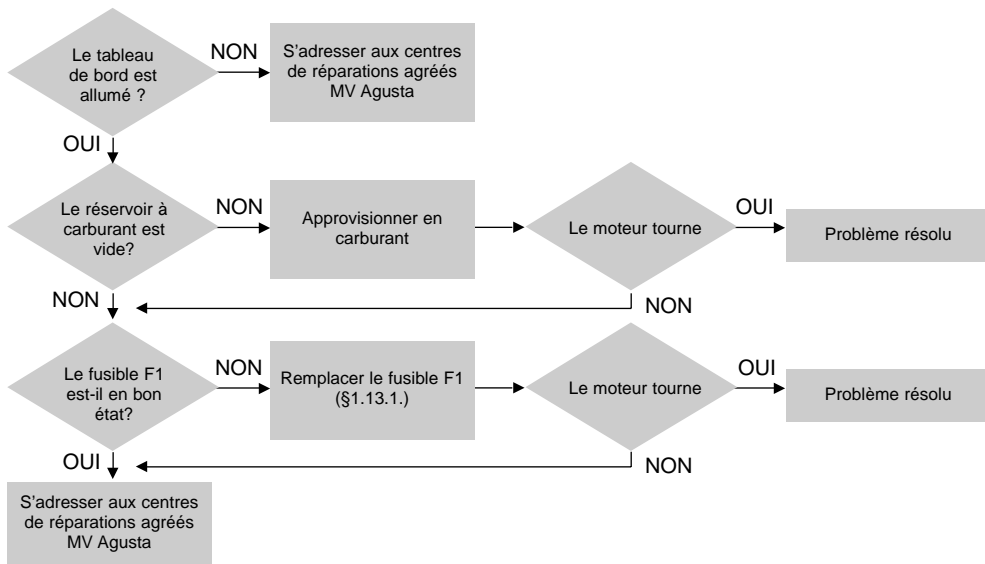 Le tableau
de bord est
allumé ?
NON
S'adresser aux centres
de réparations agréés
MV Agusta
OUI
Le réservoir à
carburant est
vide?
NON
Approvisionner en
carburant
Le moteur tourne
OUI
Problème résolu
NON
NON
Le fusible F1
est-il en bon
état?
NON
Remplacer le fusible F1
(§1.13.1.)
Le moteur tourne
OUI
Problème résolu
OUI
NON
S'adresser aux centres
de réparations agréés
MV Agusta